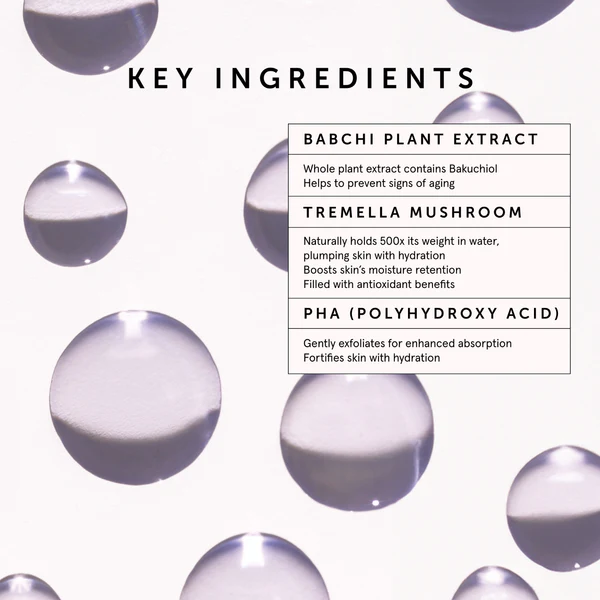 KEY INGREDIENTS
BABCHI PLANT EXTRACT
Whole plant extract contains Bakuchiol
Helps to prevent signs of aging
TREMELLA MUSHROOM
Naturally holds 500x its weight in water,
plumping skin with hydration
Boosts skin’s moisture retention
Filled with antioxidant benefits
PHA (POLYHYDROXY ACID)
Gently exfoliates for enhanced absorption
Fortifies skin with hydration